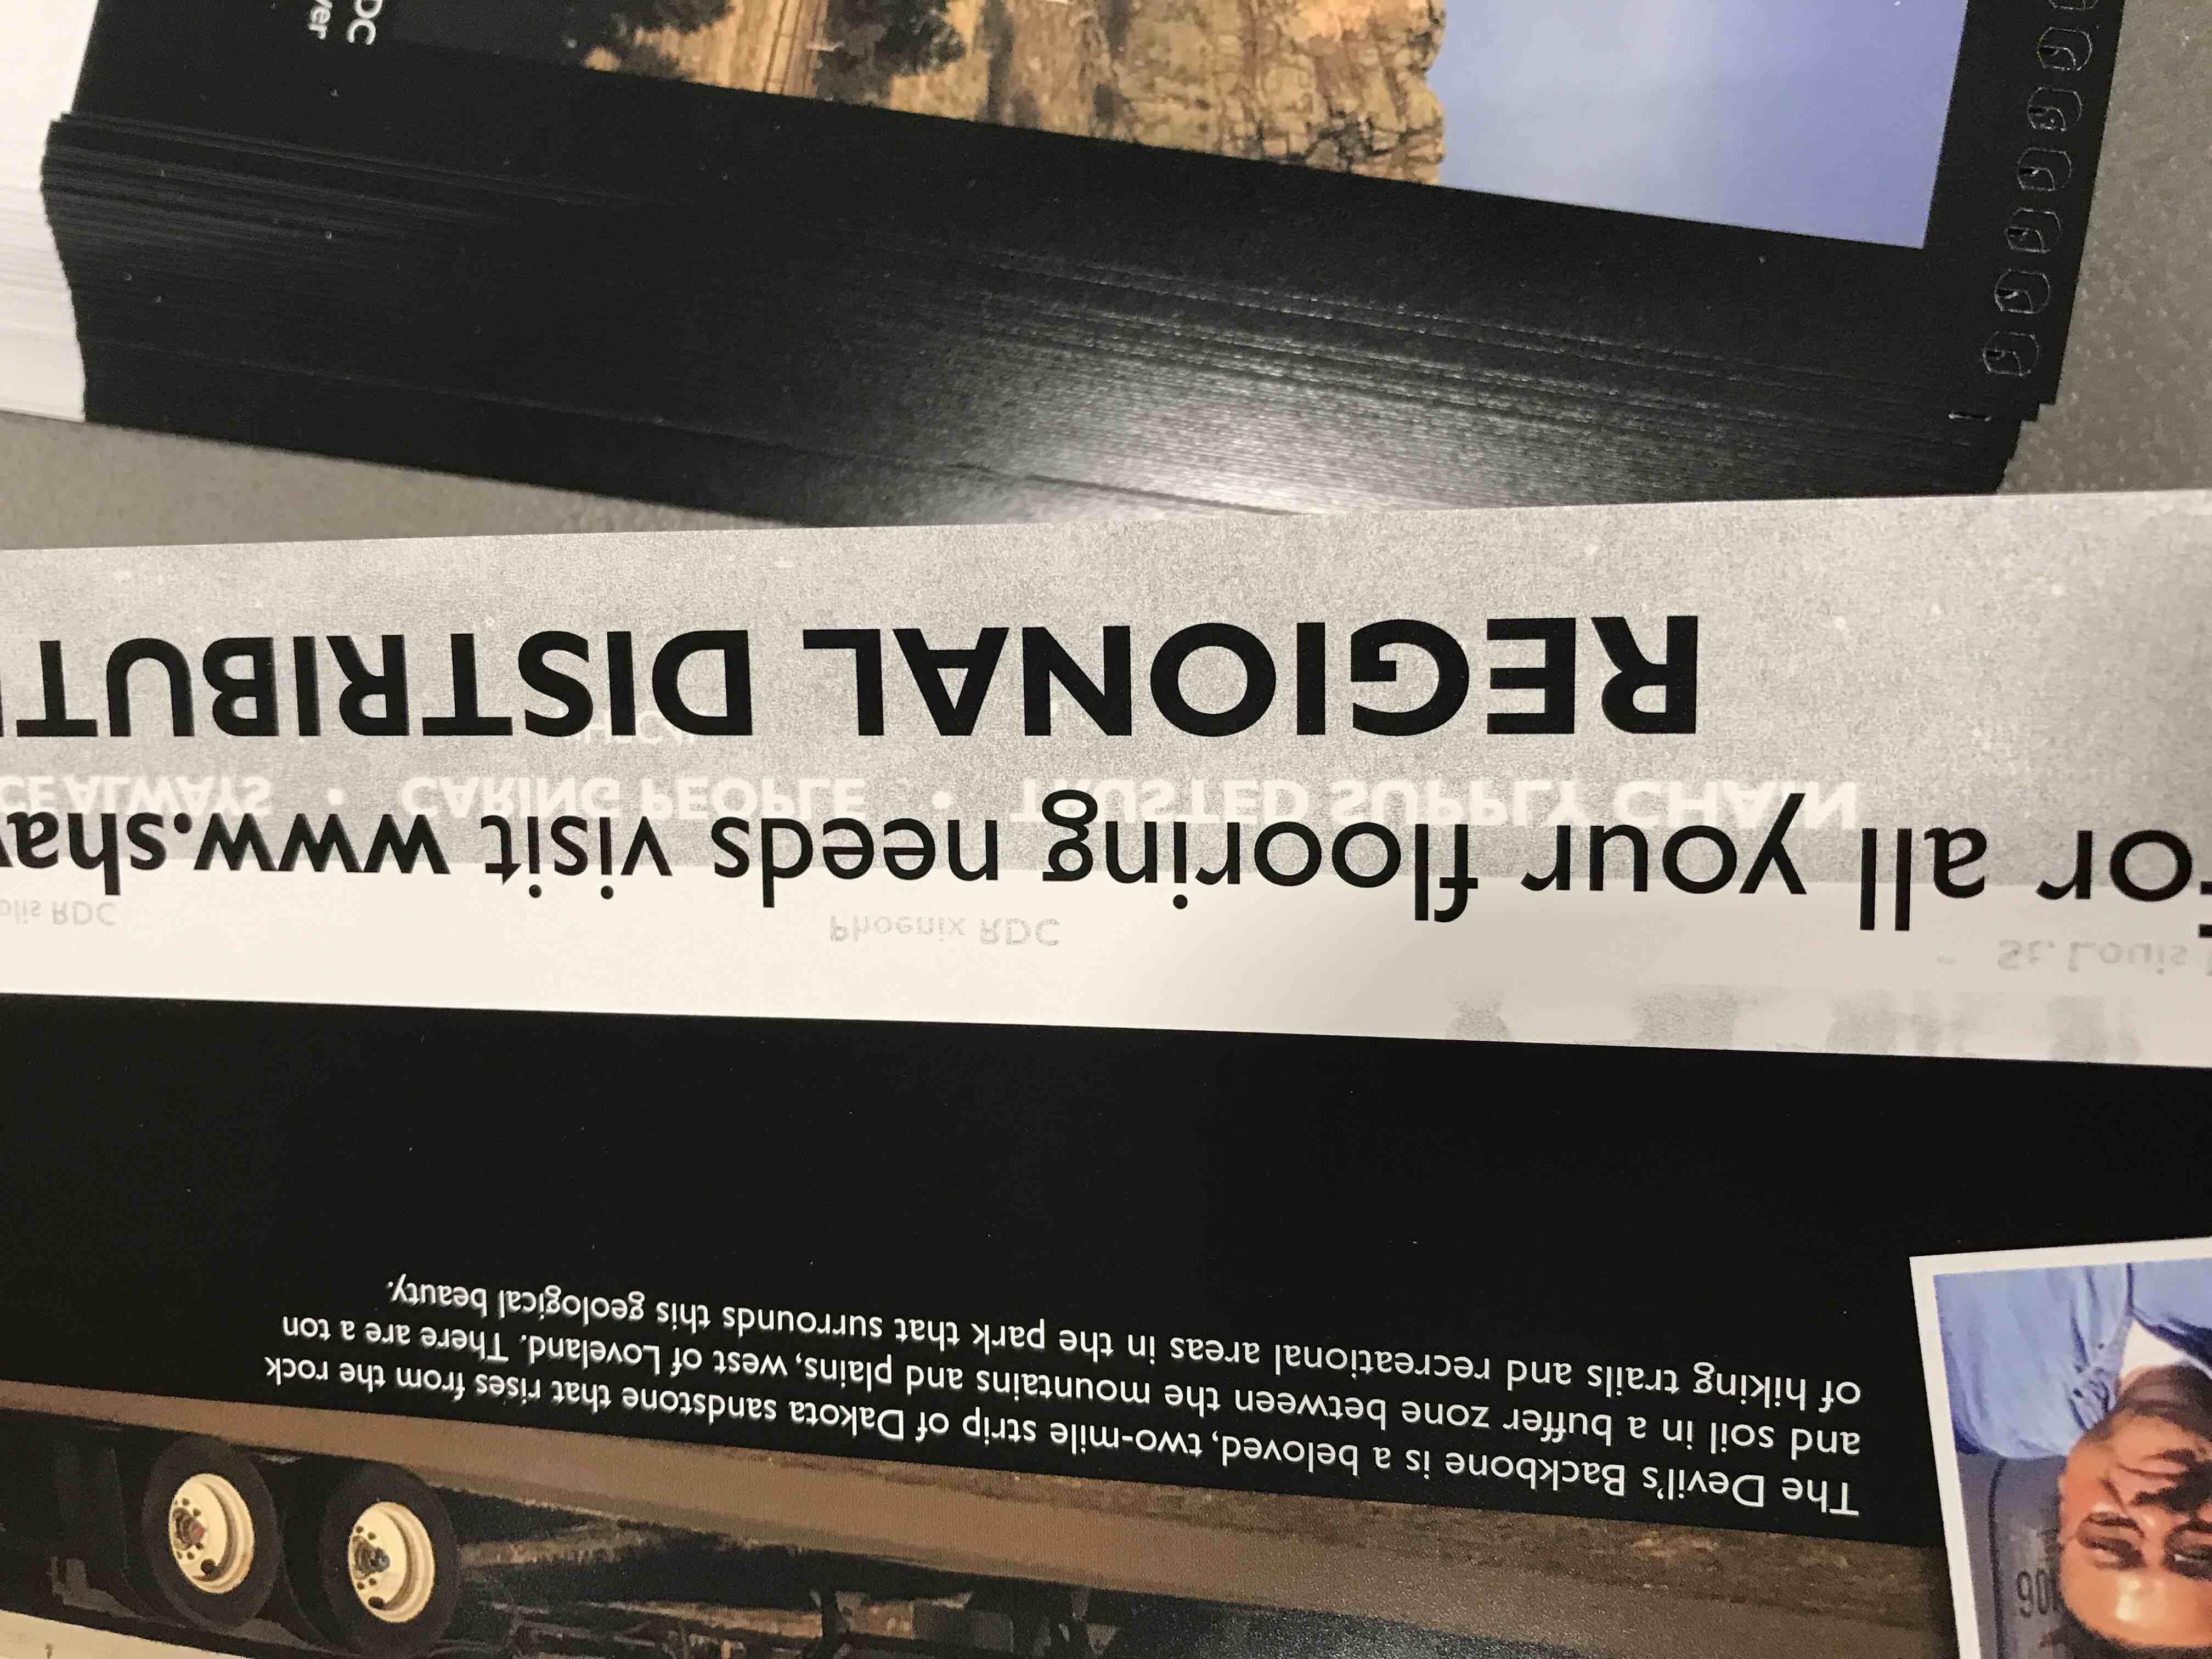 The Devil's Backbone is a beloved, two-mile strip of Dakota sandstone that rises from the rock
and soil in a buffer zone between the mountains and plains, west of Loveland. There are a ton
of hiking trails and recreational areas in the park that surrounds this geological beauty.
St. Louis
Phoenix RDC
RDC
for all your flooring needs visit www.sha
TRUSTED SUPPLY CHAIN • CARING PEOPLE • ALWAYS
REGIONAL DISTRIBUT